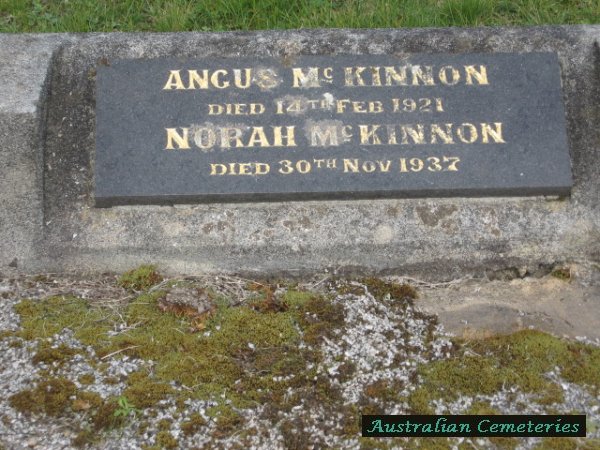 ANGUS McKINNON
DIED 14TH FEB 1921
NORAH McKINNON
DIED 30TH NOV 1937
Australian Cemeteries